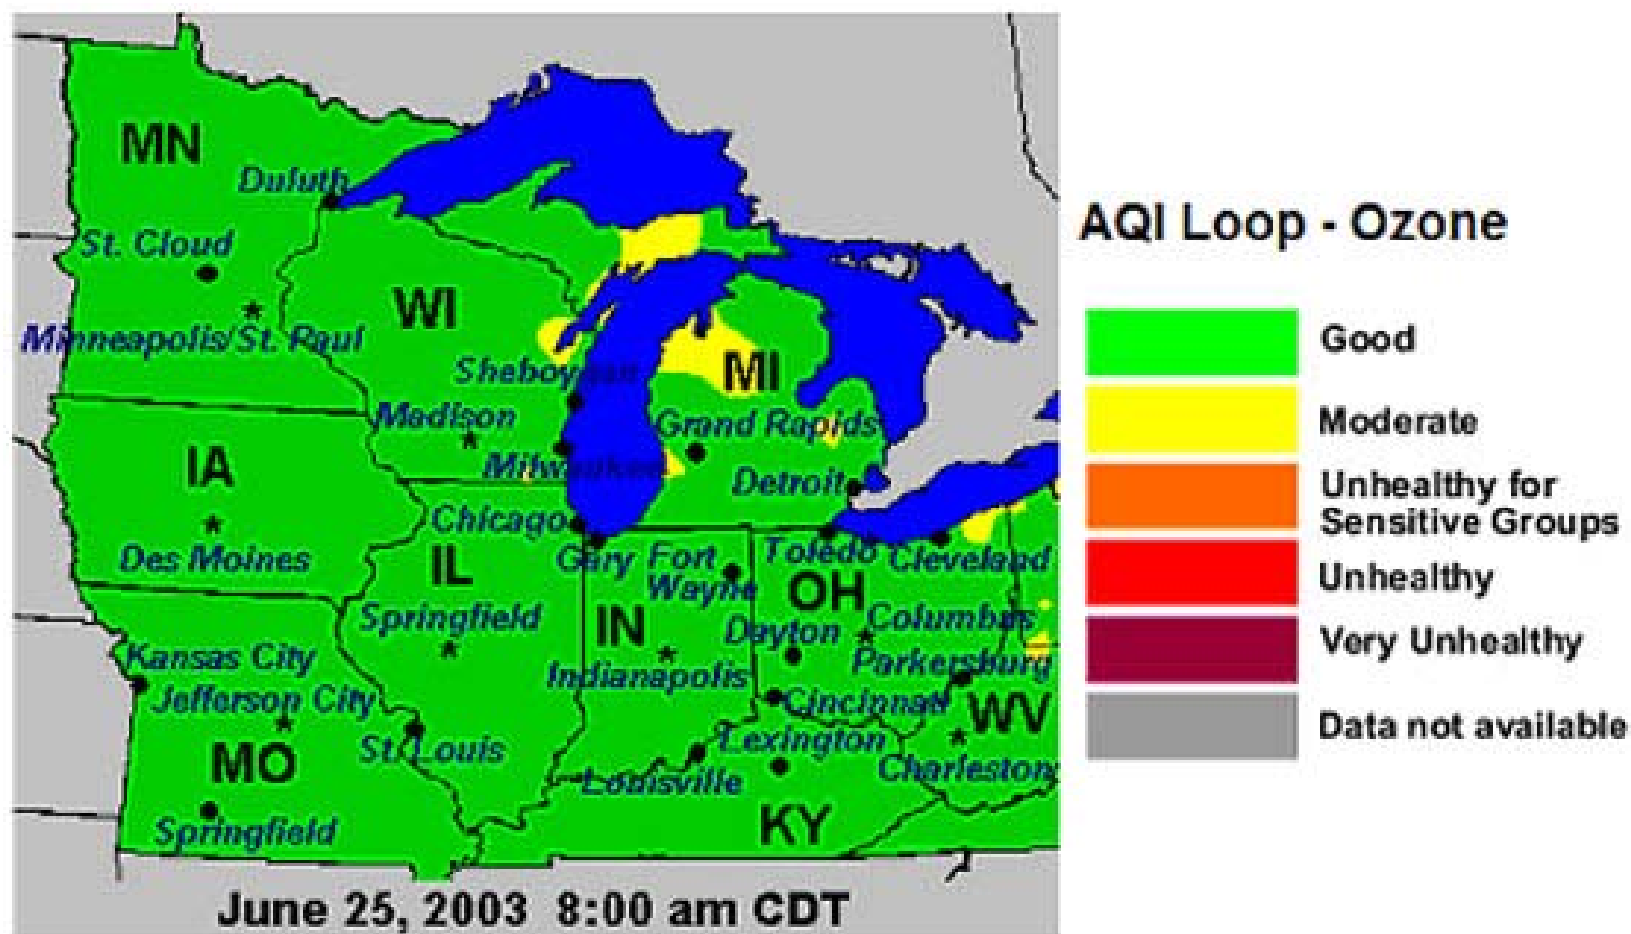 MN
Duluth
St. Cloud
Minneapolis/St. Paul
WI
Sheboygan
MI
Madison
Grand Rapids
Milwaukee
IA
Detroit
Chicago
Des Moines
IL
Gary
Fort
Wayne
Toledo
Cleveland
OH
Springfield
IN
Columbus
Dayton
Indianapolis
Parkersburg
Kansas City
Jefferson City
Cincinnati
WV
St. Louis
Lexington
MO
Louisville
Charleston
KY
Springfield
June 25, 2003 8:00 am CDT
AQI Loop - Ozone
Good
Moderate
Unhealthy for
Sensitive Groups
Unhealthy
Very Unhealthy
Data not available